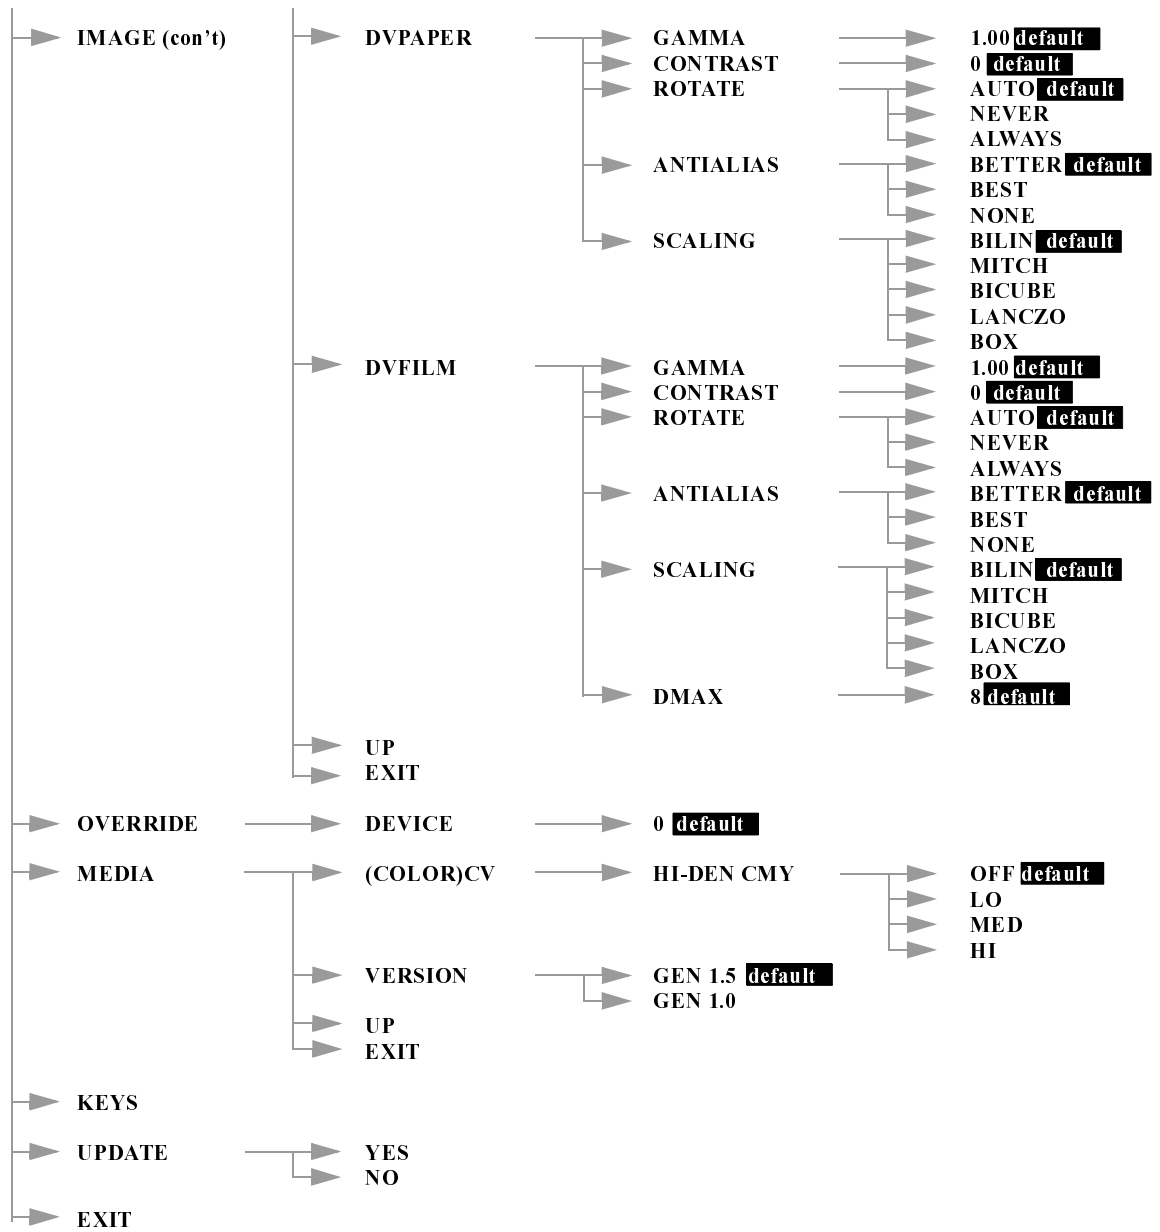 IMAGE (con't) DVPAPER GAMMA 1.00 default
CONTRAST 0 default
ROTATE AUTO default
NEVER
ALWAYS
ANTIALIAS BETTER default
BEST
NONE
SCALING BILIN default
MITCH
BICUBE
LANCZO
BOX
DVFILM GAMMA 1.00 default
CONTRAST 0 default
ROTATE AUTO default
NEVER
ALWAYS
ANTIALIAS BETTER default
BEST
NONE
SCALING BILIN default
MITCH
BICUBE
LANCZO
BOX
DMAX 8 default
UP
EXIT
OVERRIDE DEVICE 0 default
MEDIA (COLOR)CV HI-DEN CMY OFF default
LO
MED
HI
VERSION GEN 1.5 default
GEN 1.0
UP
EXIT
KEYS
UPDATE YES
NO
EXIT